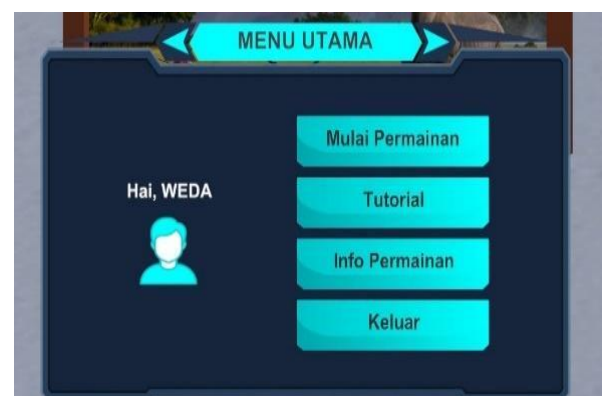 MENU UTAMA
Mulai Permainan
Hai, WEDA
Tutorial
Info Permainan
Keluar